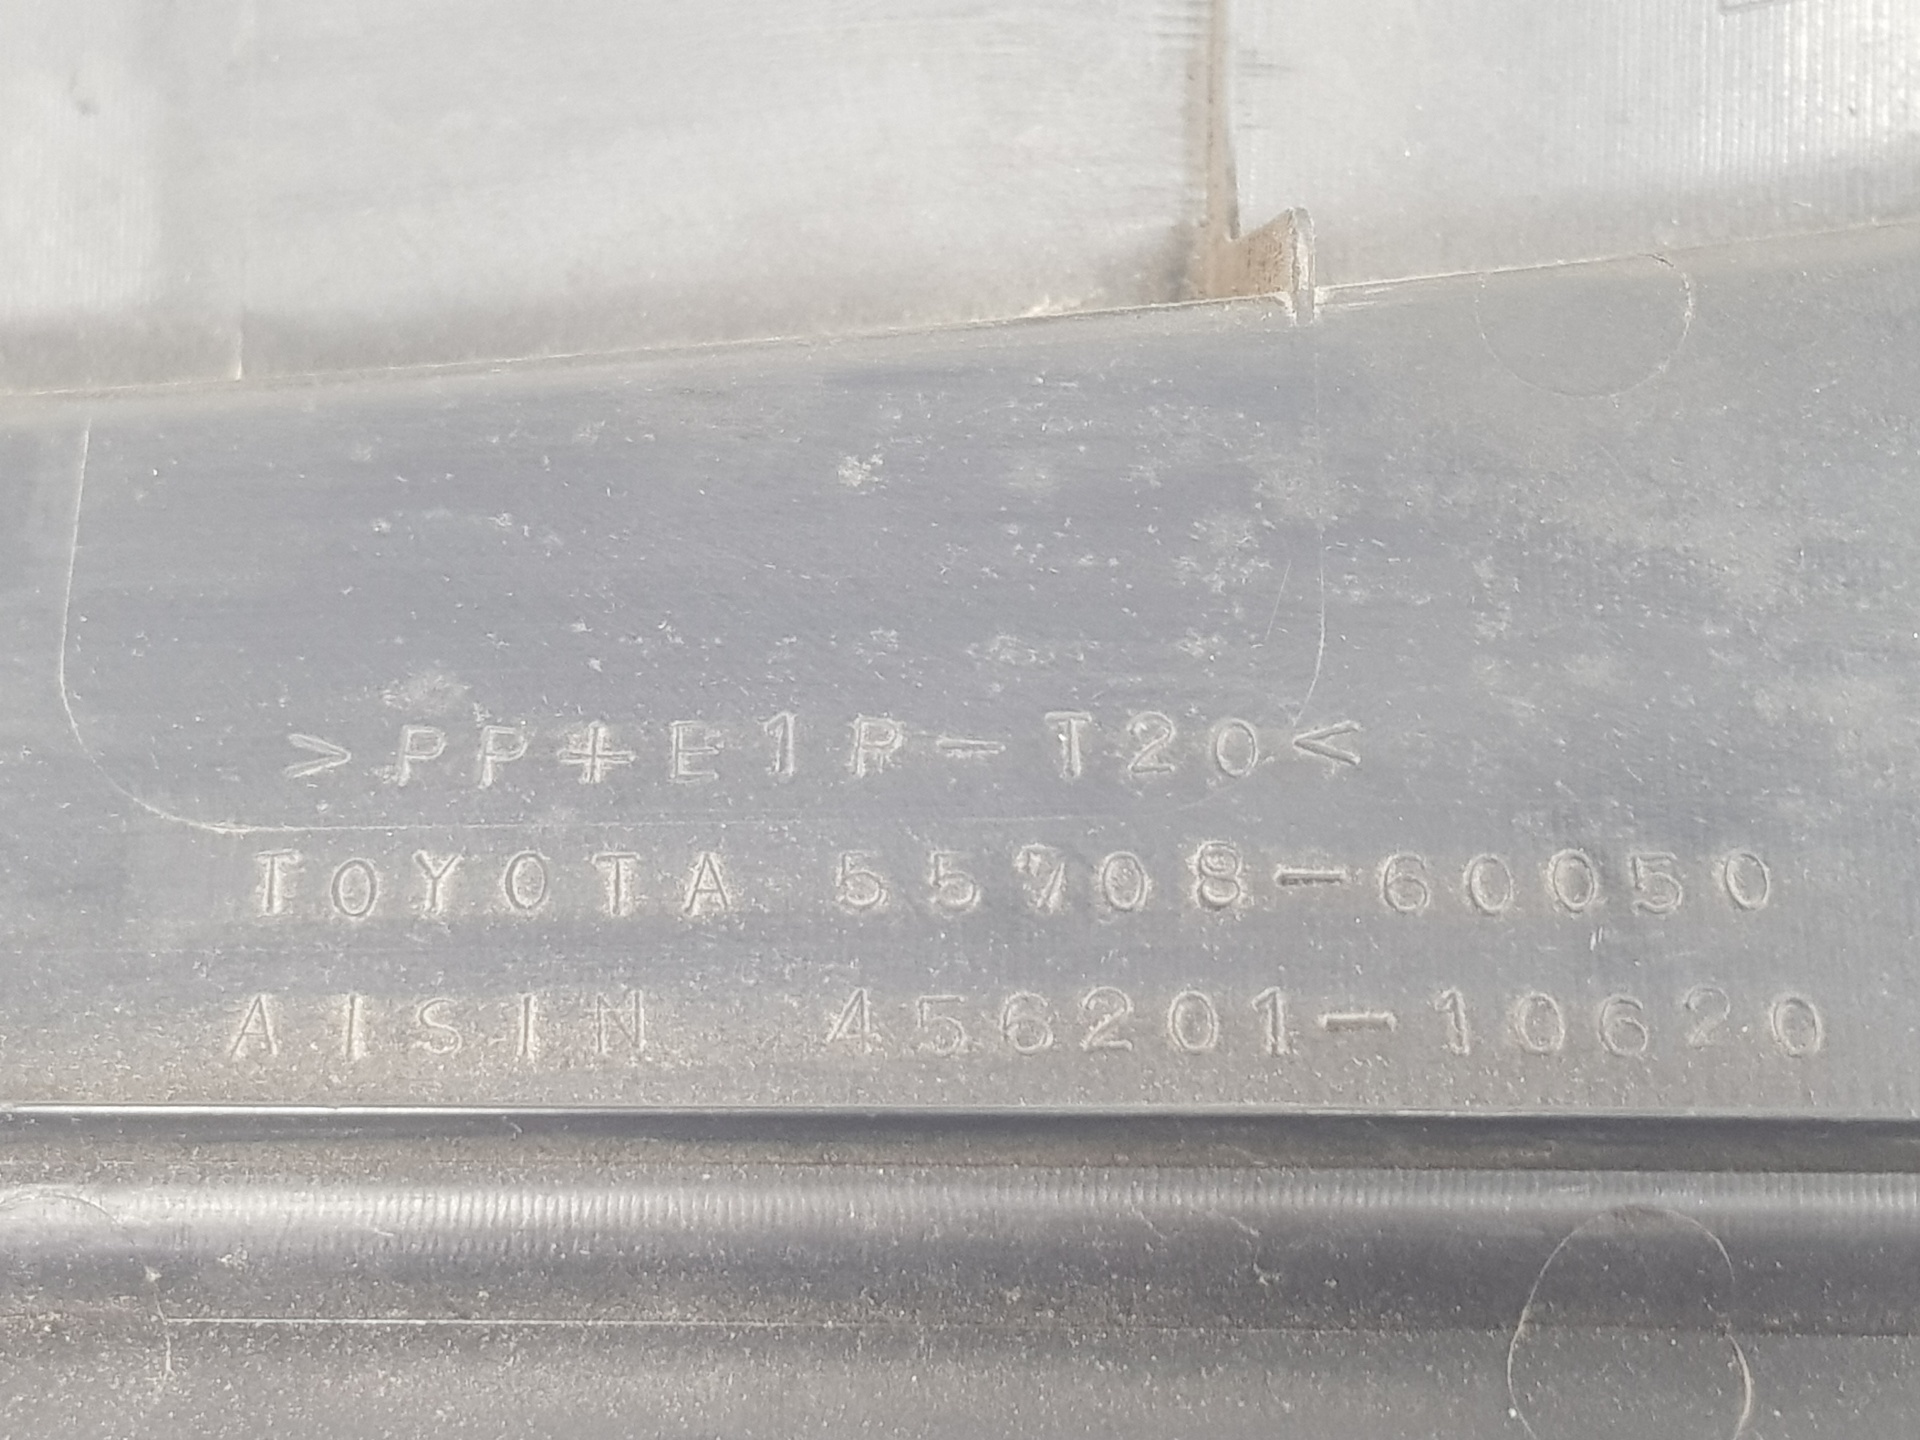 >PP+E1R-T20<
TOYOTA 55708-60050
AISIN 456201-10620